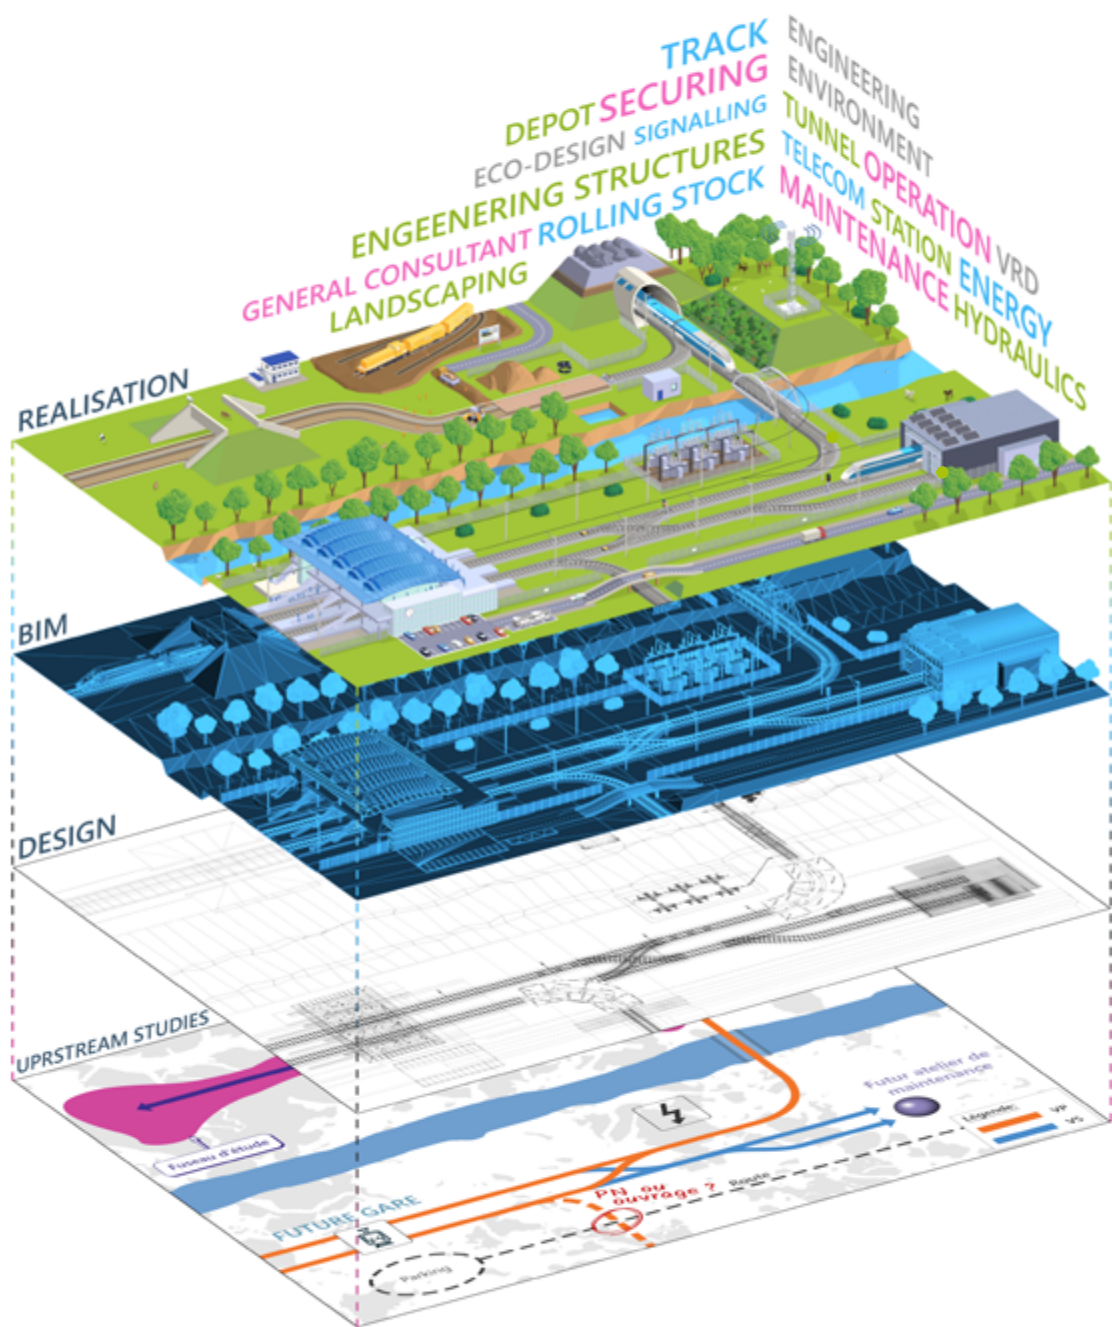 TRACK
DEPOT SECURING
ECO-DESIGN SIGNALLING
ENGEENERING STRUCTURES
GENERAL CONSULTANT ROLLING STOCK
LANDSCAPING
ENGINEERING
ENVIRONMENT
TUNNEL OPERATION VRD
TELECOM STATION ENERGY
MAINTENANCE HYDRAULICS
REALISATION
BIM
DESIGN
UPRSTREAM STUDIES
Fuseau d'étude
Futur atelier de
maintenance
Légende:
VP
VS
PN ou
ouvrage ?
Route
FUTURE GARE
Parking